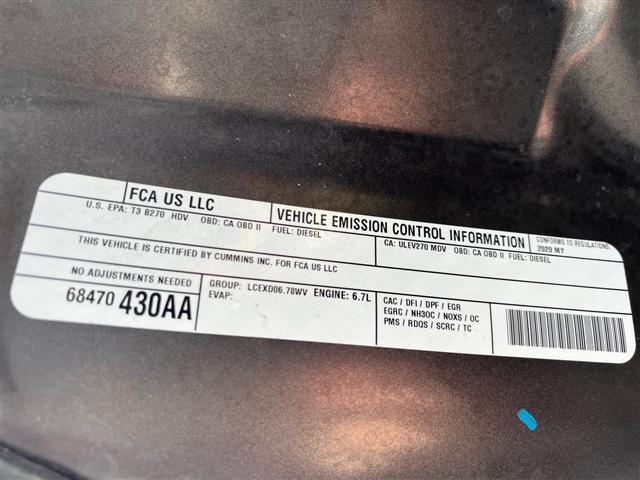 FCA US LLC
VEHICLE EMISSION CONTROL INFORMATION
CONFORMS TO REGULATIONS:
2020 MY
U.S. EPA: T3 B270 HDV OBD: CA OBD II FUEL: DIESEL
CA: ULEV270 MDV OBD: CA OBD II FUEL: DIESEL
THIS VEHICLE IS CERTIFIED BY CUMMINS INC. FOR FCA US LLC
NO ADJUSTMENTS NEEDED
68470 430AA
GROUP: LCEXD06.78WV ENGINE: 6.7L
EVAP:
CAC / DFI / DPF / EGR
EGRC / NH3OC / NOXS / OC
PMS / RDQS / SCRC / TC